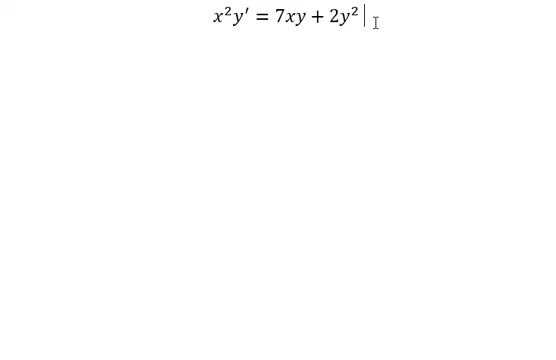 x²y′ = 7xy + 2y²